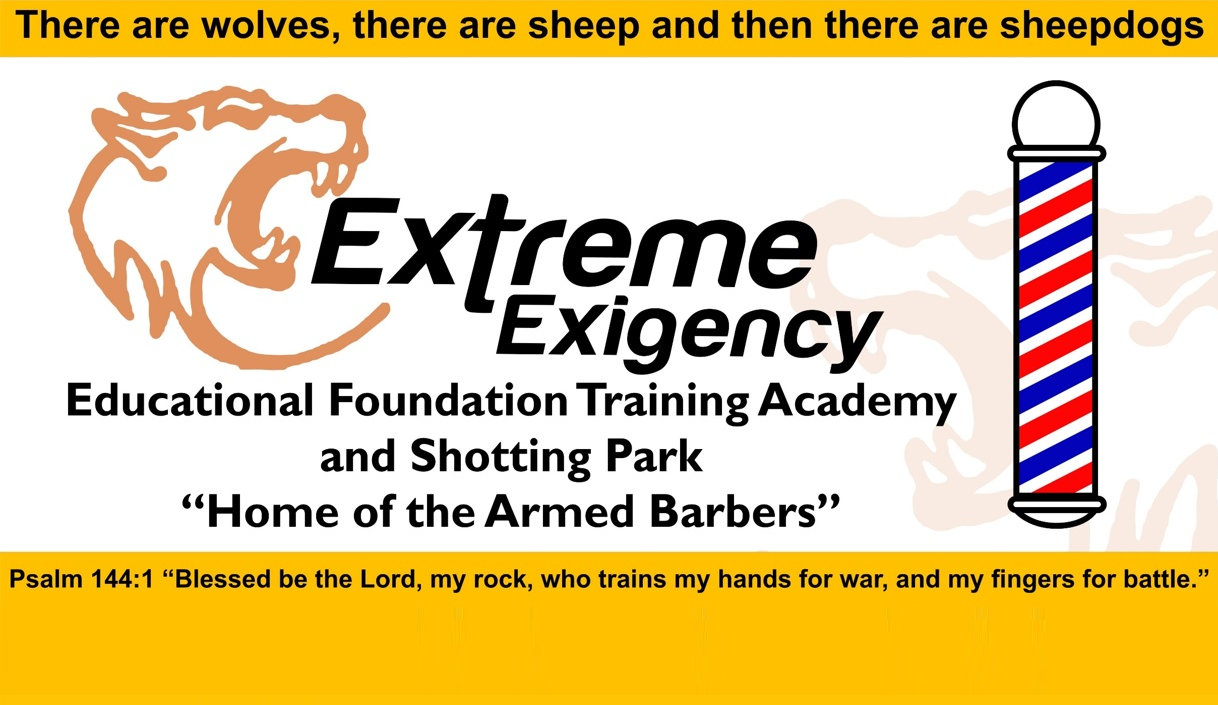 There are wolves, there are sheep and then there are sheepdogs
Extreme
Exigency
Educational Foundation Training Academy
and Shotting Park
“Home of the Armed Barbers”
Psalm 144:1 “Blessed be the Lord, my rock, who trains my hands for war, and my fingers for battle.”